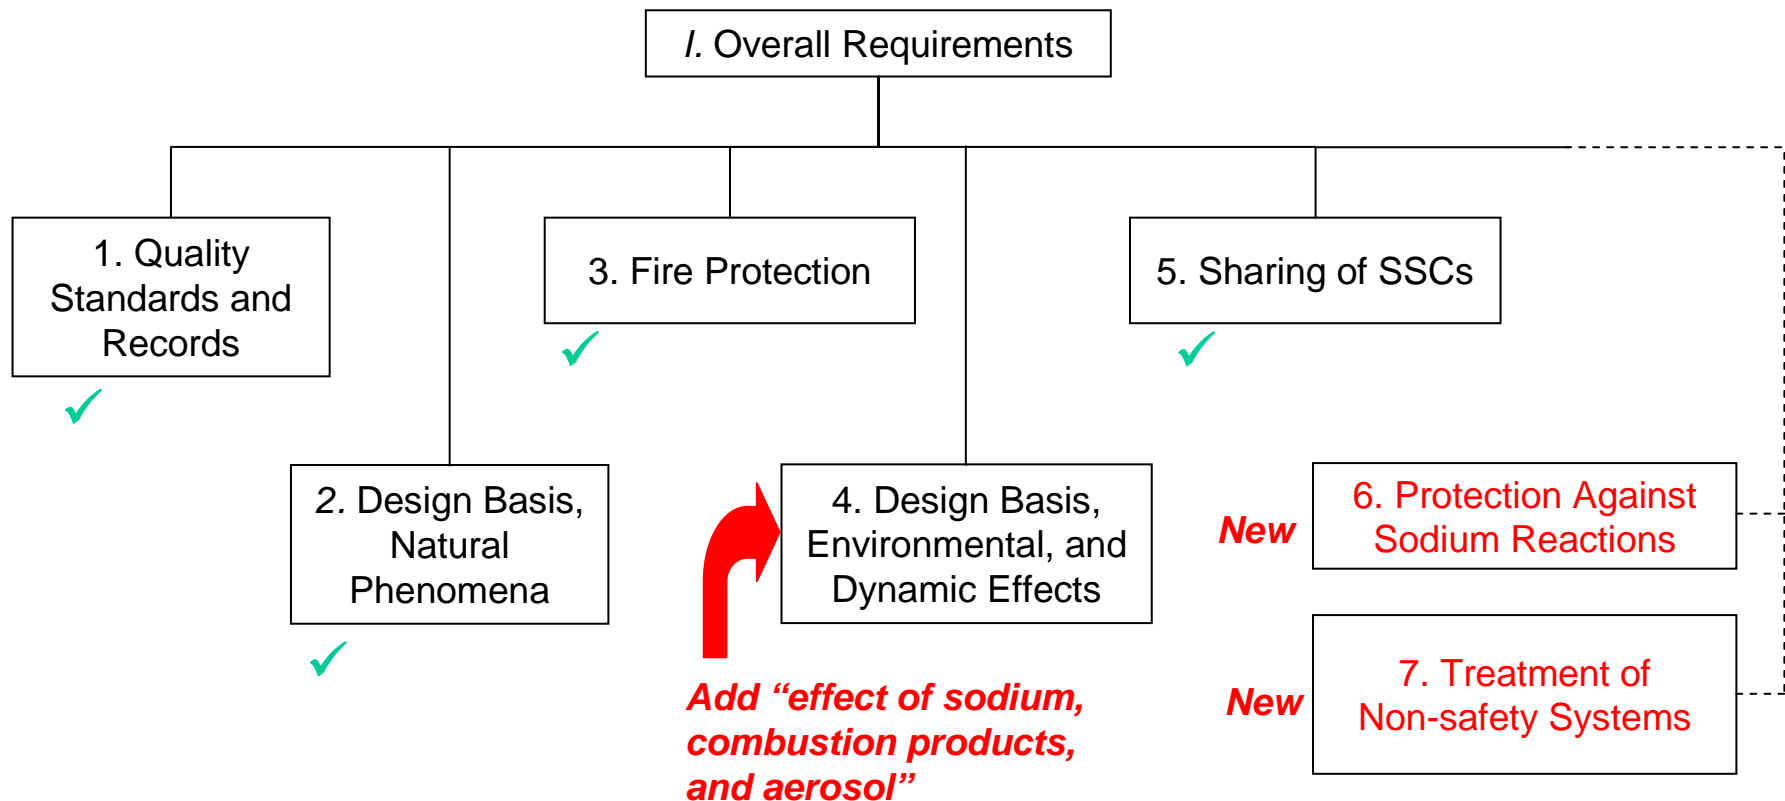 I. Overall Requirements
1. Quality
Standards and
Records
3. Fire Protection
5. Sharing of SSCs
2. Design Basis,
Natural
Phenomena
4. Design Basis,
Environmental, and
Dynamic Effects
New
6. Protection Against
Sodium Reactions
Add “effect of sodium,
combustion products,
and aerosol”
New
7. Treatment of
Non-safety Systems